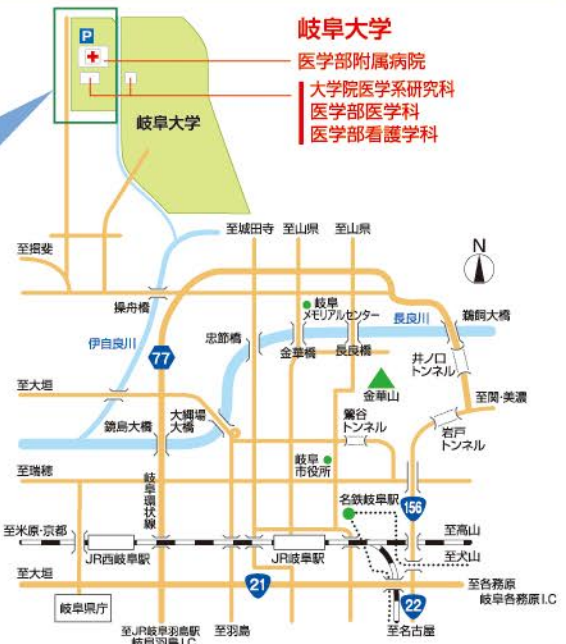 岐阜大学
医学部附属病院
大学院医学系研究科
医学部医学科
医学部看護学科
P
岐阜大学
至城田寺
至山県
至山県
至揖斐
N
操舟橋
岐阜
メモリアルセンター
長良川
鵜飼大橋
伊自良川
忠節橋
金華橋
長良橋
井ノ口
トンネル
77
至大垣
金華山
至関・美濃
鏡島大橋
大縄場
大橋
鶯谷
トンネル
岩戸
トンネル
至瑞穂
岐阜
市役所
岐阜環状線
名鉄岐阜駅
156
至米原・京都
至高山
JR西岐阜駅
JR岐阜駅
至犬山
至大垣
21
至各務原
岐阜各務原I.C
岐阜県庁
22
至JR岐阜羽島駅
岐阜羽島I.C
至羽島
至名古屋